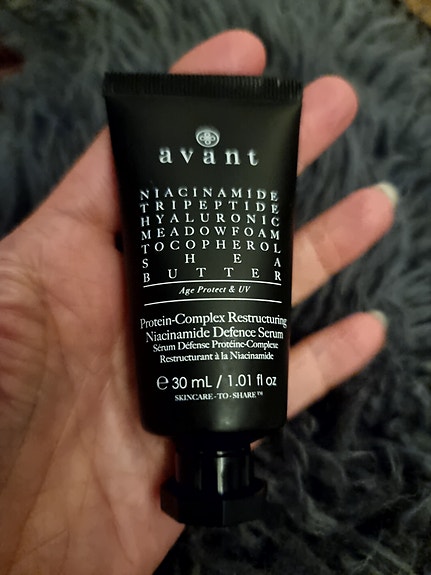 avant
NIACINAMIDE
TRIPEPTIDE
HYALURONIC
MEADOWFOAM
TOCOPHEROL
SHEA
BUTTER
Age Protect & UV
Protein-Complex Restructuring
Niacinamide Defence Serum
Sérum Défense Protéine-Complexe
Restructurant à la Niacinamide
℮ 30 mL / 1.01 fl oz
SKINCARE-TO-SHARE™